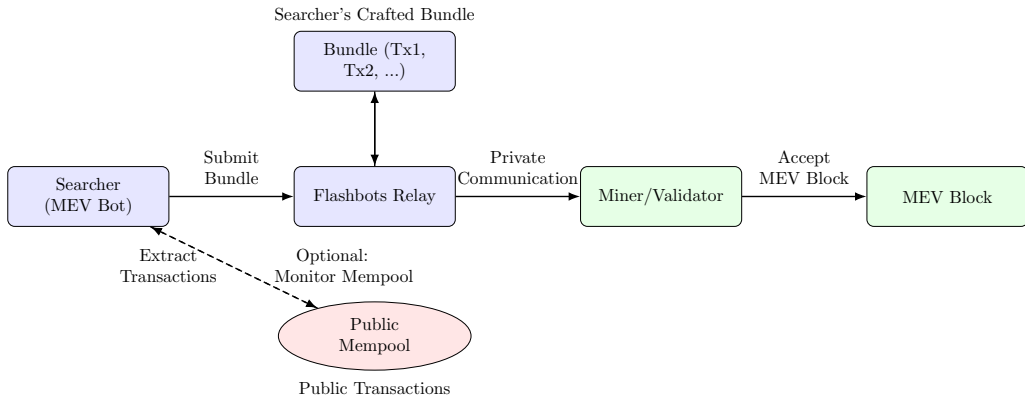 Searcher's Crafted Bundle
Bundle (Tx1,
Tx2, ...)
Searcher
(MEV Bot)
Submit
Bundle
Flashbots Relay
Private
Communication
Miner/Validator
Accept
MEV Block
MEV Block
Extract
Transactions
Optional:
Monitor Mempool
Public
Mempool
Public Transactions